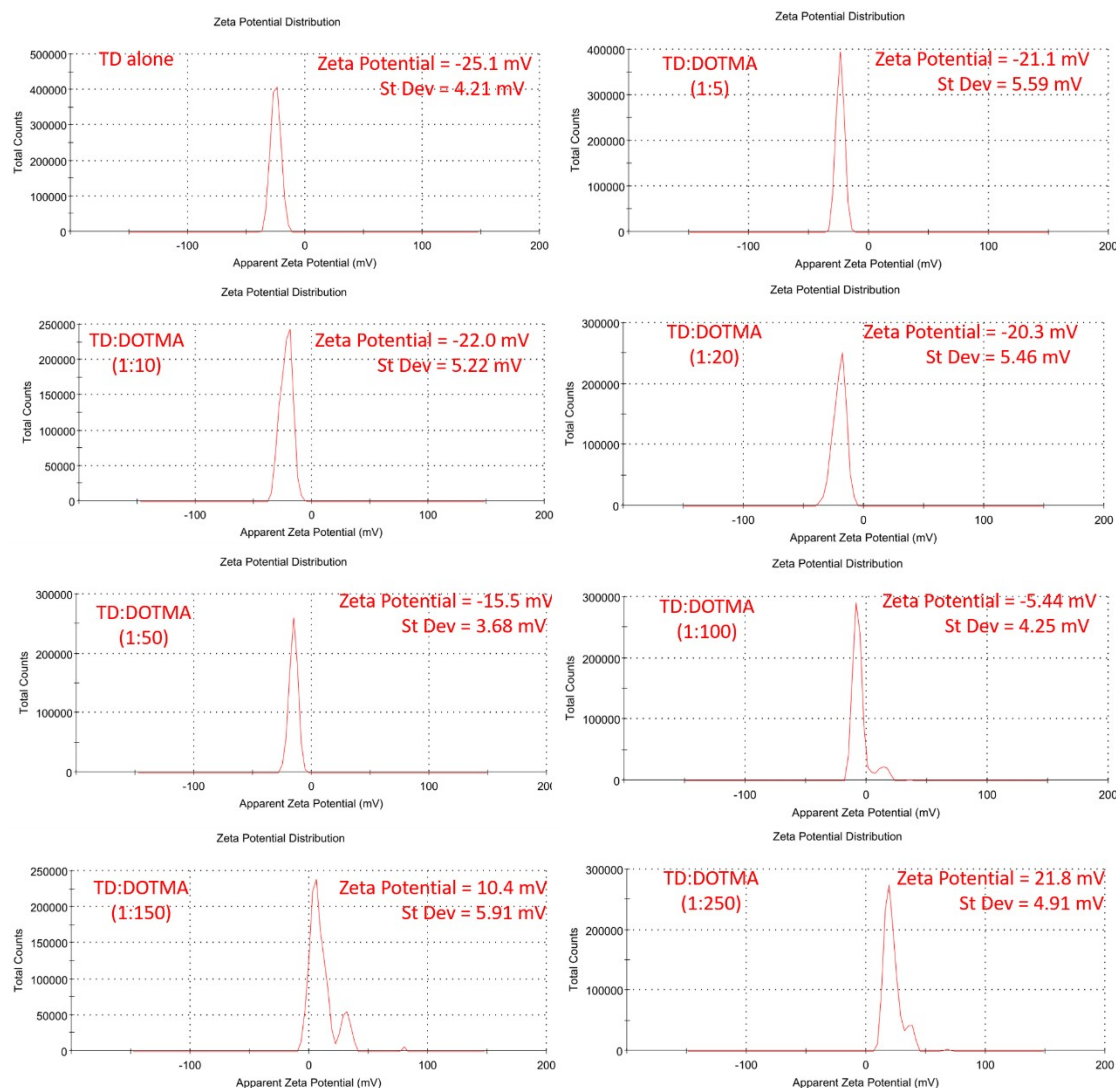 Zeta Potential Distribution
TD alone
Zeta Potential = -25.1 mV
St Dev = 4.21 mV
Total Counts
500000
400000
300000
200000
100000
0
-100
0
100
200
Apparent Zeta Potential (mV)
Zeta Potential Distribution
TD:DOTMA
(1:5)
Zeta Potential = -21.1 mV
St Dev = 5.59 mV
Total Counts
400000
300000
200000
100000
0
-100
0
100
200
Apparent Zeta Potential (mV)
Zeta Potential Distribution
TD:DOTMA
(1:10)
Zeta Potential = -22.0 mV
St Dev = 5.22 mV
Total Counts
250000
200000
150000
100000
50000
0
-100
0
100
200
Apparent Zeta Potential (mV)
Zeta Potential Distribution
TD:DOTMA
(1:20)
Zeta Potential = -20.3 mV
St Dev = 5.46 mV
Total Counts
300000
200000
100000
0
-100
0
100
200
Apparent Zeta Potential (mV)
Zeta Potential Distribution
TD:DOTMA
(1:50)
Zeta Potential = -15.5 mV
St Dev = 3.68 mV
Total Counts
300000
200000
100000
0
-100
0
100
200
Apparent Zeta Potential (mV)
Zeta Potential Distribution
TD:DOTMA
(1:100)
Zeta Potential = -5.44 mV
St Dev = 4.25 mV
Total Counts
300000
200000
100000
0
-100
0
100
200
Apparent Zeta Potential (mV)
Zeta Potential Distribution
TD:DOTMA
(1:150)
Zeta Potential = 10.4 mV
St Dev = 5.91 mV
Total Counts
250000
200000
150000
100000
50000
0
-100
0
100
200
Apparent Zeta Potential (mV)
Zeta Potential Distribution
TD:DOTMA
(1:250)
Zeta Potential = 21.8 mV
St Dev = 4.91 mV
Total Counts
300000
200000
100000
0
-100
0
100
200
Apparent Zeta Potential (mV)